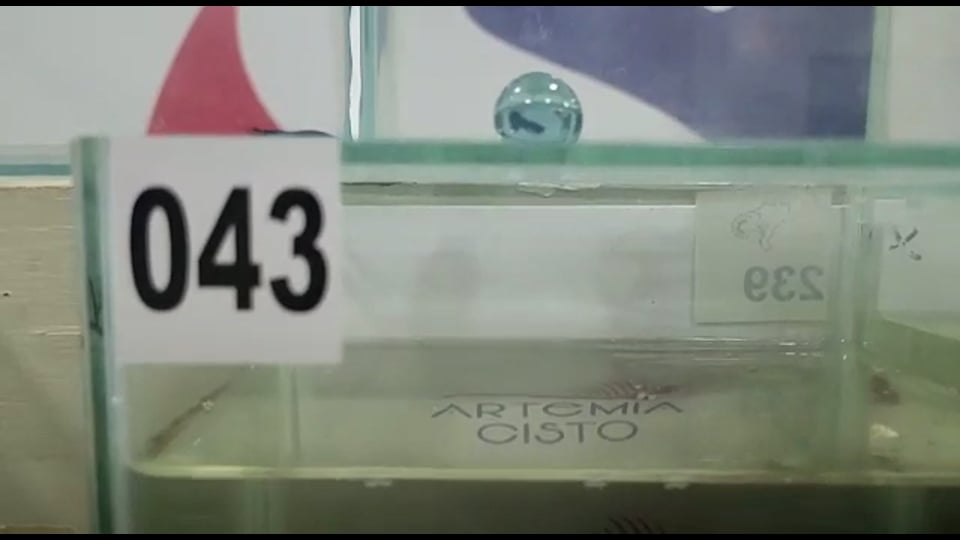 043
239
ARTEMIA
CISTO